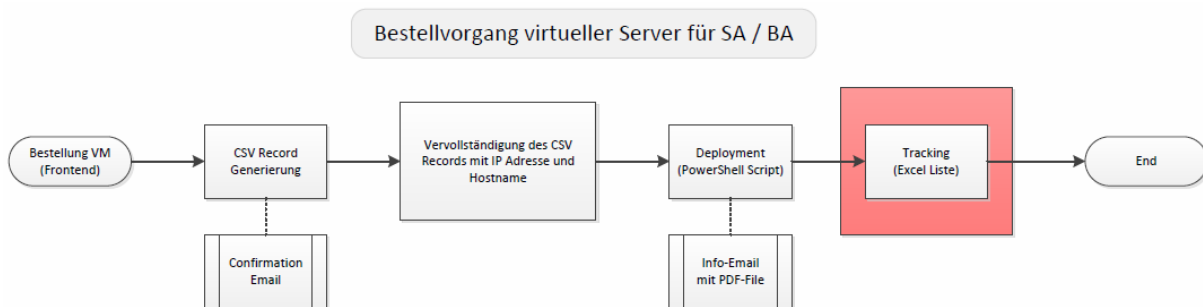 Bestellvorgang virtueller Server für SA / BA
Bestellung VM
(Frontend)
CSV Record
Generierung
Vervollständigung des CSV
Records mit IP Adresse und
Hostname
Deployment
(PowerShell Script)
Tracking
(Excel Liste)
End
Confirmation
Email
Info-Email
mit PDF-File